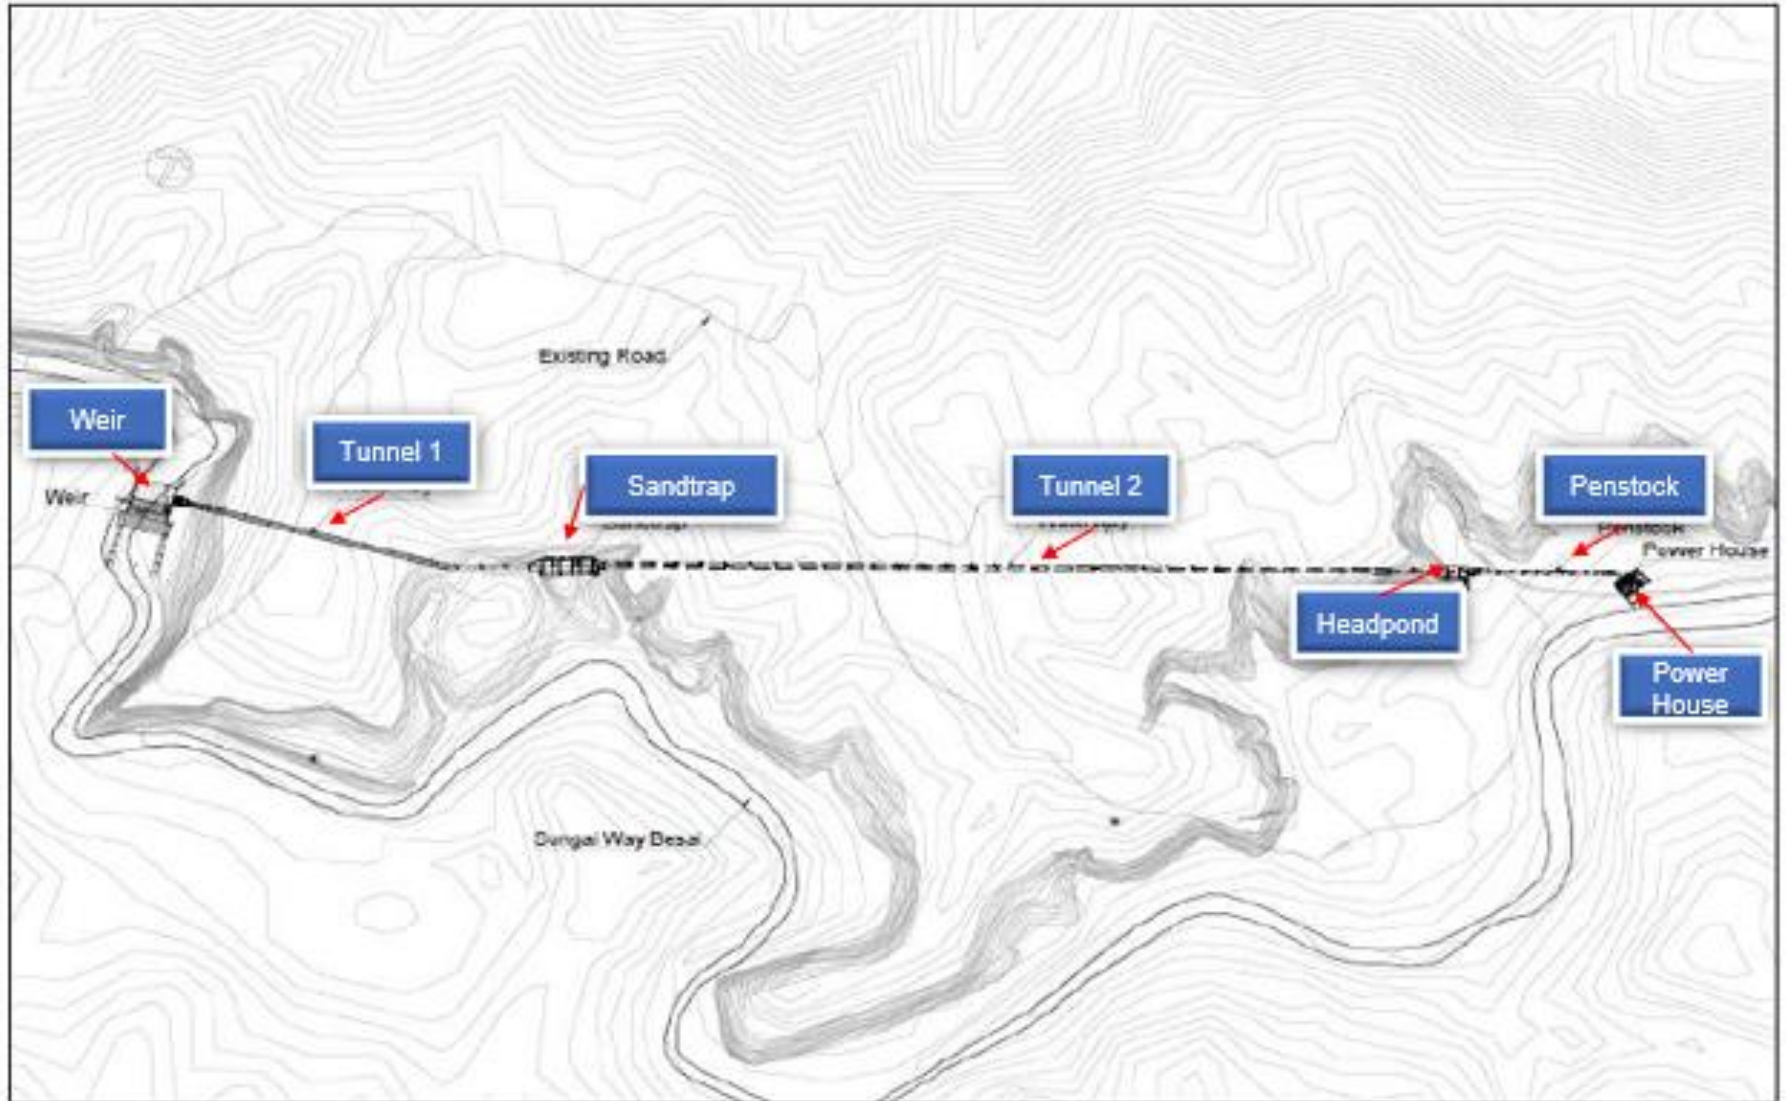 Existing Road
Weir
Tunnel 1
Sandtrap
Tunnel 2
Penstock
Weir
Penstock
Power House
Headpond
Power
House
Sungai Way Besai